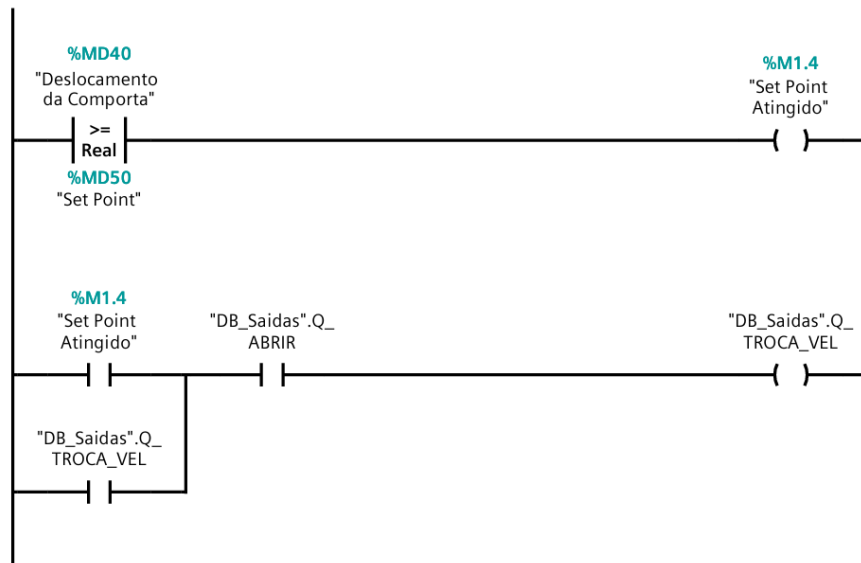 %MD40
"Deslocamento
da Comporta"
>=
Real
%MD50
"Set Point"
%M1.4
"Set Point
Atingido"
%M1.4
"Set Point
Atingido"
"DB_Saidas".Q_
ABRIR
"DB_Saidas".Q_
TROCA_VEL
"DB_Saidas".Q_
TROCA_VEL